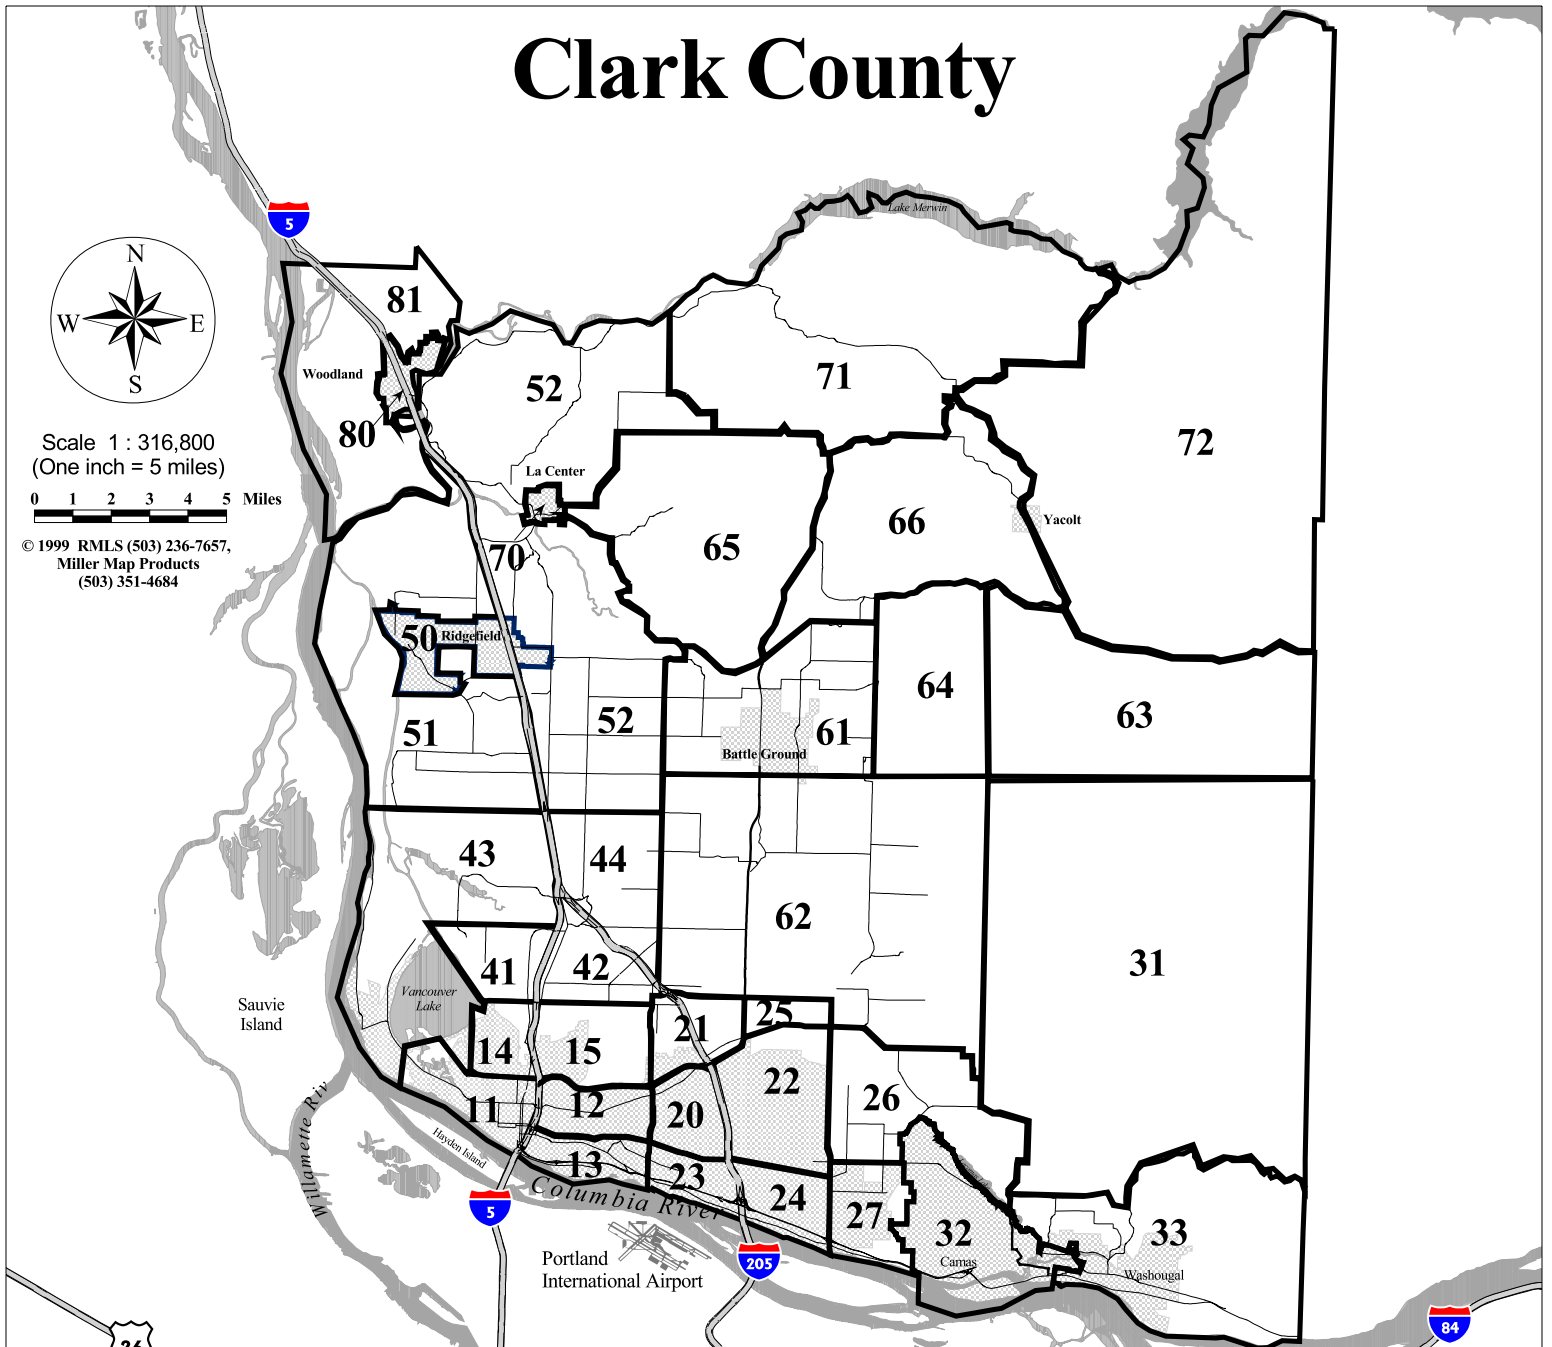 Clark County
5
Lake Merwin
N
W E
S
81
Woodland
80
52
71
72
Scale 1 : 316,800
(One inch = 5 miles)
0 1 2 3 4 5 Miles
© 1999 RMLS (503) 236-7657,
Miller Map Products
(503) 351-4684
La Center
70
65
66
Yacolt
50
Ridgefield
51
52
Battle Ground
61
64
63
43
44
62
31
41
42
Vancouver
Lake
Sauvie
Island
14
15
21
25
22
26
11
12
20
13
23
24
27
32
33
Hayden Island
Willamette Riv
Columbia River
5
205
Camas
Washougal
Portland
International Airport
84
26